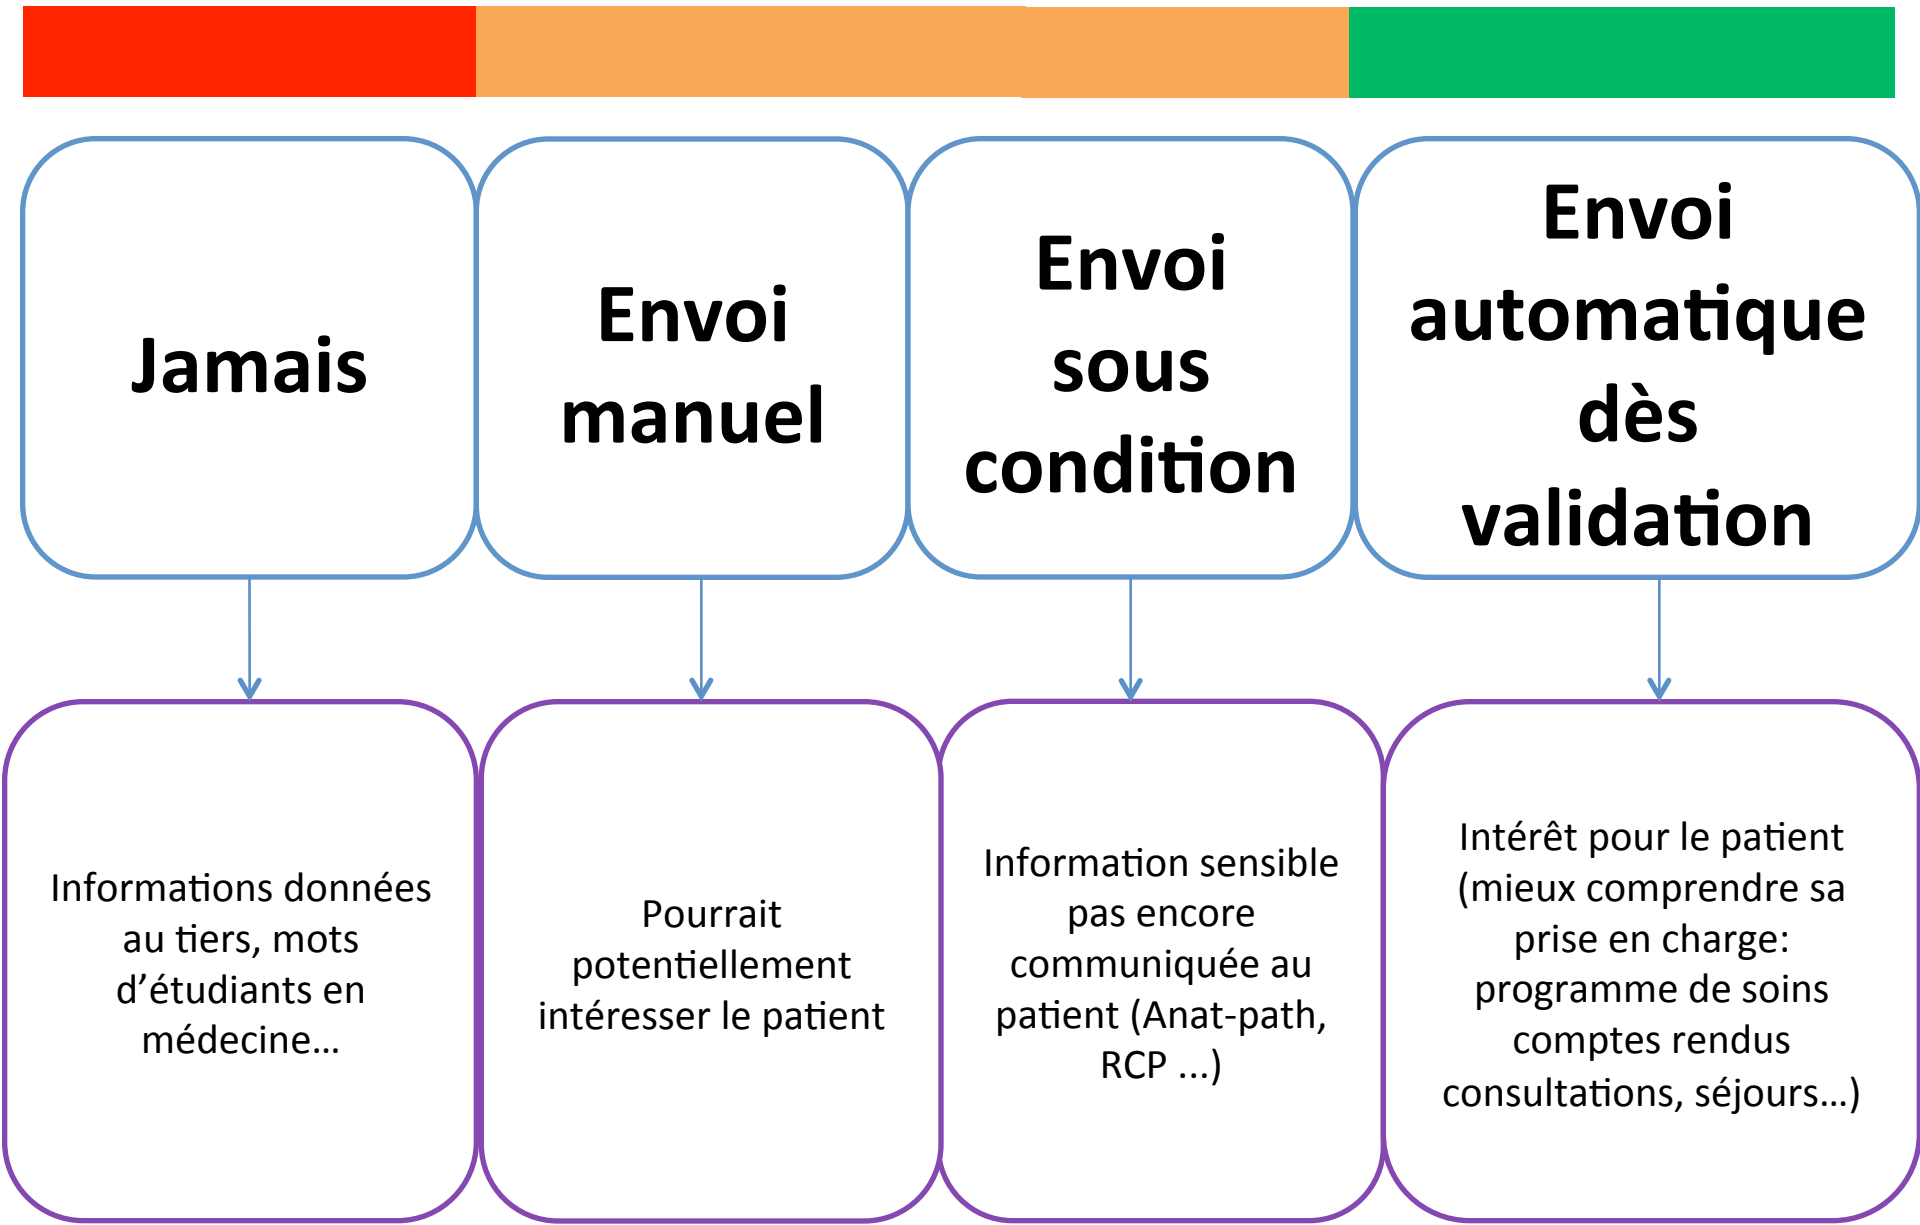 Jamais
Envoi
manuel
Envoi
sous
condition
Envoi
automatique
dès
validation
Informations données
au tiers, mots
d’étudiants en
médecine…
Pourrait
potentiellement
intéresser le patient
Information sensible
pas encore
communiquée au
patient (Anat-path,
RCP ...)
Intérêt pour le patient
(mieux comprendre sa
prise en charge:
programme de soins
comptes rendus
consultations, séjours…)